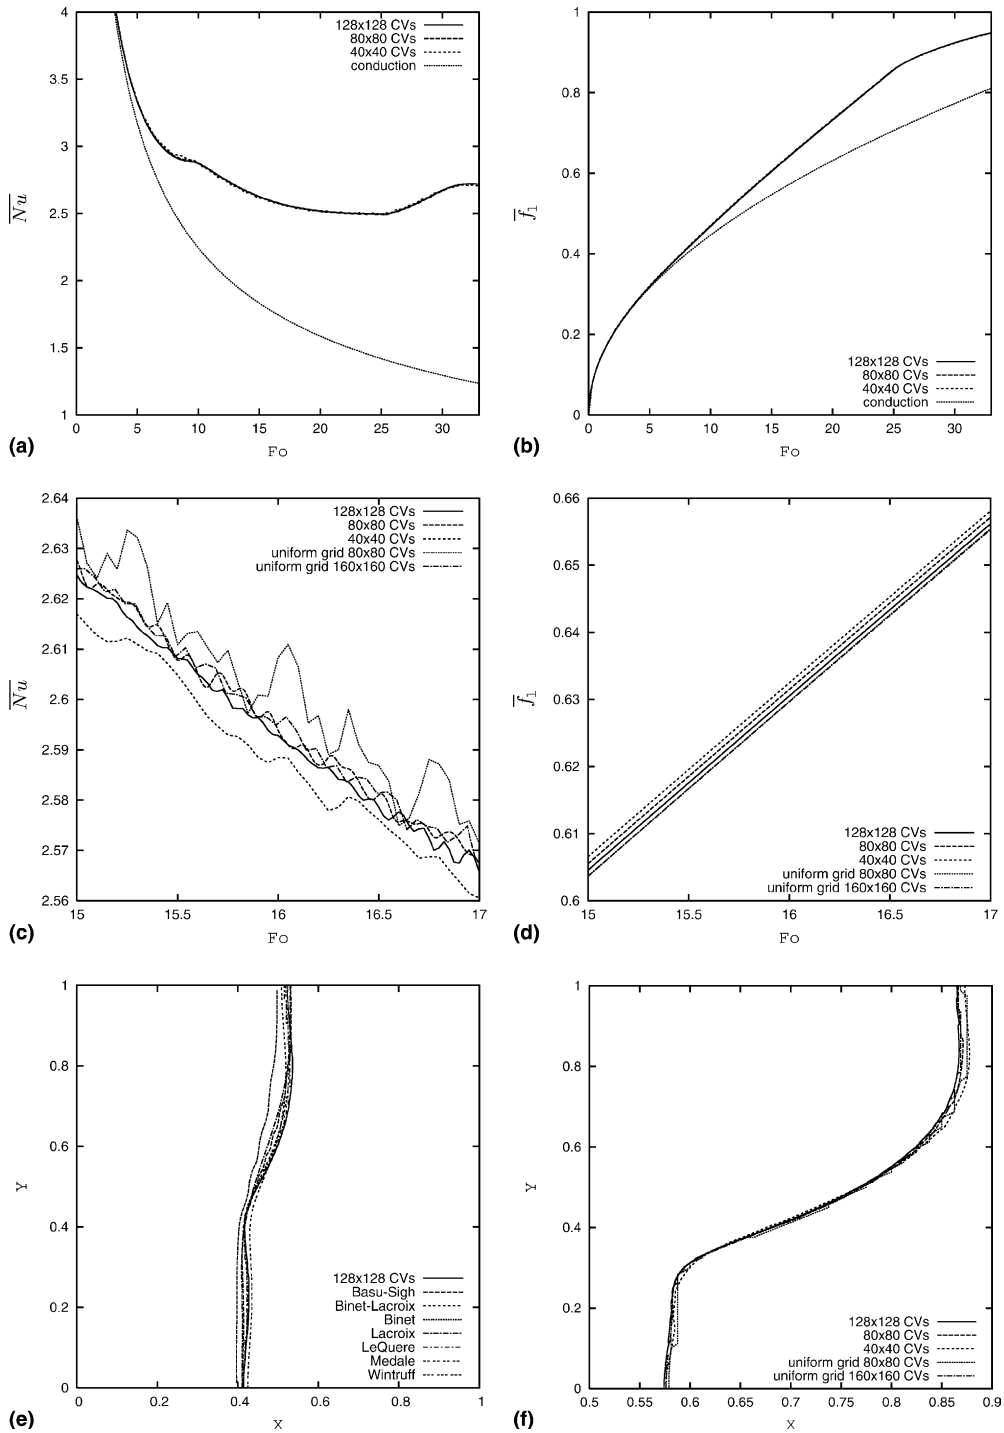 4
3.5
3
2.5
2
1.5
1
0 5 10 15 20 25 30
Nu
Fo
128x128 CVs
80x80 CVs
40x40 CVs
conduction
(a)
1
0.8
0.6
0.4
0.2
0
0 5 10 15 20 25 30
f1
Fo
128x128 CVs
80x80 CVs
40x40 CVs
conduction
(b)
2.64
2.63
2.62
2.61
2.6
2.59
2.58
2.57
2.56
15 15.5 16 16.5 17
Nu
Fo
128x128 CVs
80x80 CVs
40x40 CVs
uniform grid 80x80 CVs
uniform grid 160x160 CVs
(c)
0.66
0.65
0.64
0.63
0.62
0.61
0.6
15 15.5 16 16.5 17
f1
Fo
128x128 CVs
80x80 CVs
40x40 CVs
uniform grid 80x80 CVs
uniform grid 160x160 CVs
(d)
1
0.8
0.6
0.4
0.2
0
0 0.2 0.4 0.6 0.8 1
Y
X
128x128 CVs
Basu-Sigh
Binet-Lacroix
Binet
Lacroix
LeQuere
Medale
Wintruff
(e)
1
0.8
0.6
0.4
0.2
0
0.5 0.55 0.6 0.65 0.7 0.75 0.8 0.85 0.9
Y
X
128x128 CVs
80x80 CVs
40x40 CVs
uniform grid 80x80 CVs
uniform grid 160x160 CVs
(f)